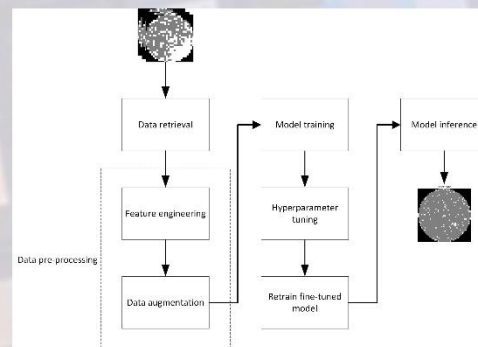 Data retrieval
Model training
Model inference
Feature engineering
Hyperparameter
tuning
Data pre-processing
Data augmentation
Retrain fine-tuned
model